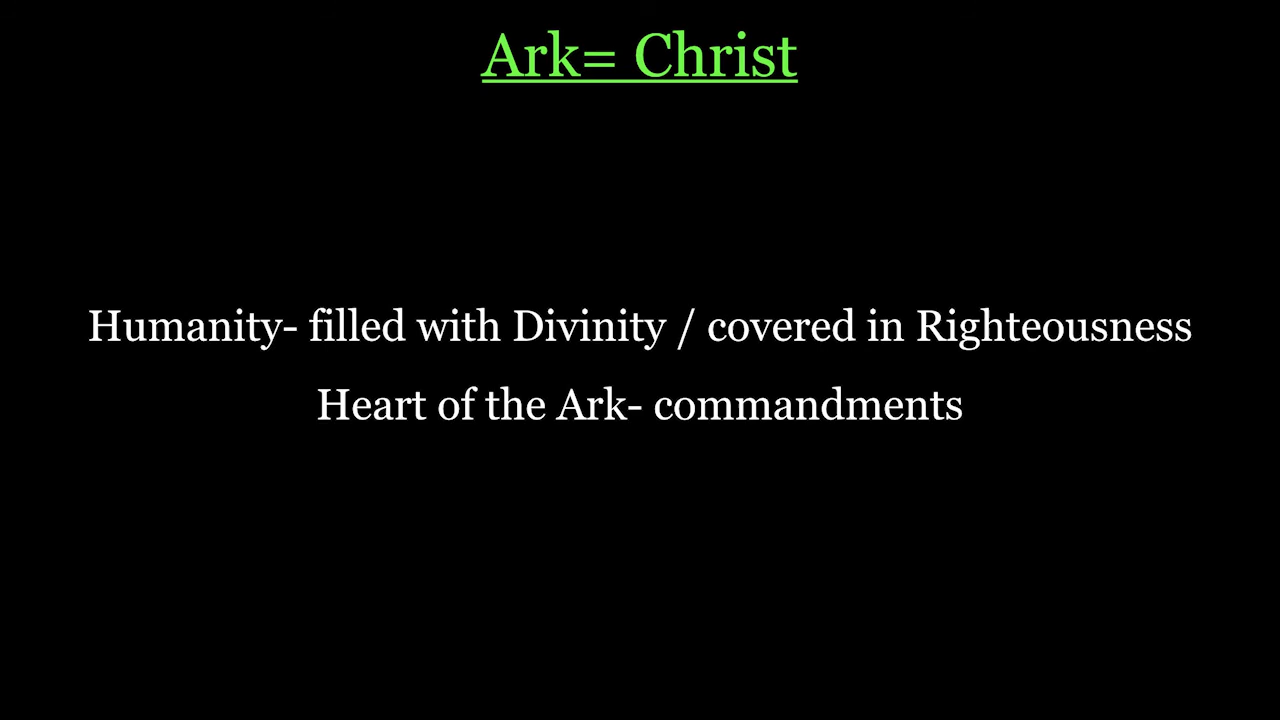 Ark= Christ
Humanity- filled with Divinity / covered in Righteousness
Heart of the Ark- commandments